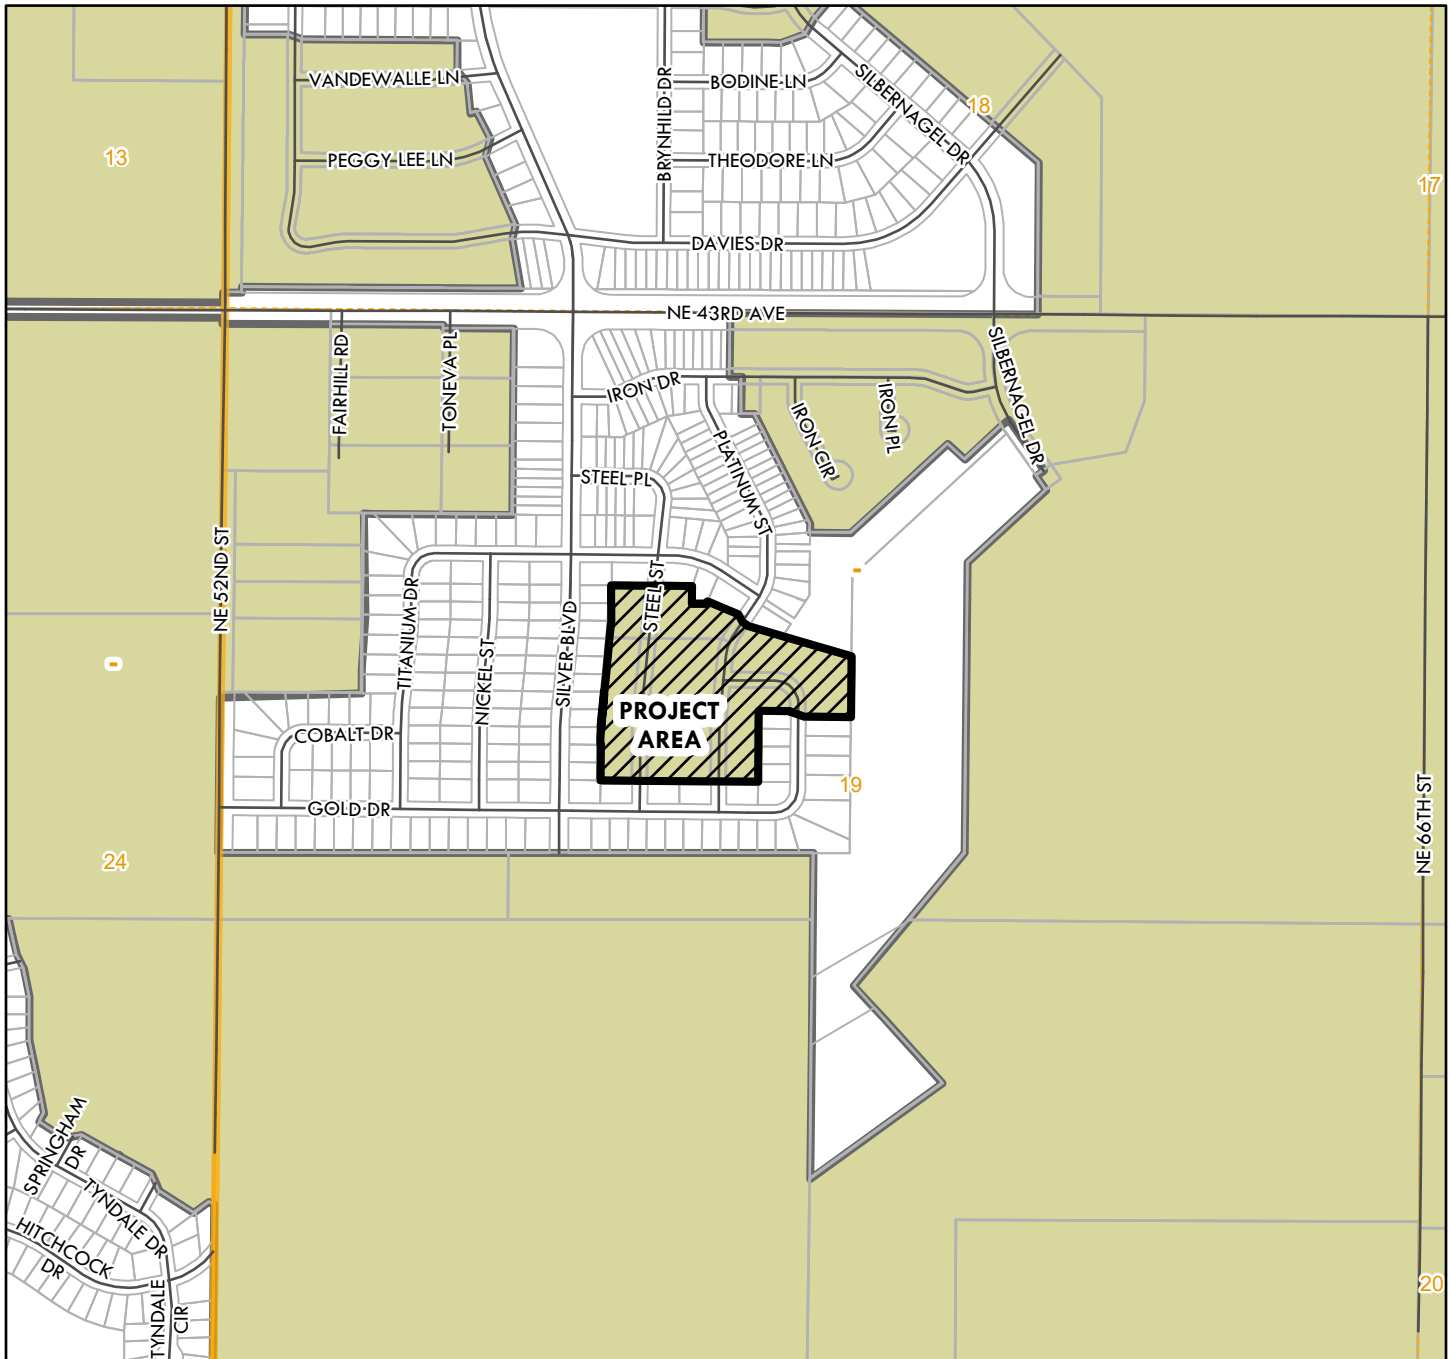 VANDEWALLE LN
BRYNHILD DR
BODINE LN
SILBERNAGEL DR
18
13
PEGGY LEE LN
THEODORE LN
17
DAVIES DR
NE 43RD AVE
FAIRHILL RD
TONEVA PL
IRON DR
SILBERNAGEL DR
IRON CIR
IRON PL
PLATINUM ST
STEEL PL
NE 52ND ST
TITANIUM DR
NICKEL ST
SILVER BLVD
STEEL ST
-
-
PROJECT
AREA
COBALT DR
19
GOLD DR
NE 66TH ST
24
SPRINGHAM
DR
TYNDALE DR
HITCHCOCK
DR
TYNDALE
CIR
20